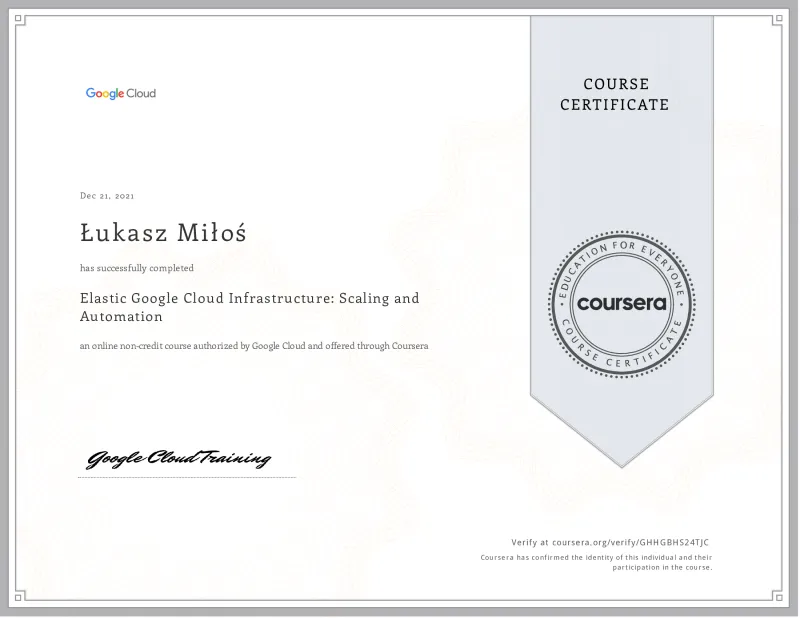 Google Cloud
COURSE
CERTIFICATE
Dec 21, 2021
Łukasz Miłoś
has successfully completed
Elastic Google Cloud Infrastructure: Scaling and
Automation
an online non-credit course authorized by Google Cloud and offered through Coursera
EDUCATION FOR EVERYONE
coursera
COURSE CERTIFICATE
Google Cloud Training
Verify at coursera.org/verify/GHHGBHS24TJC
Coursera has confirmed the identity of this individual and their
participation in the course.